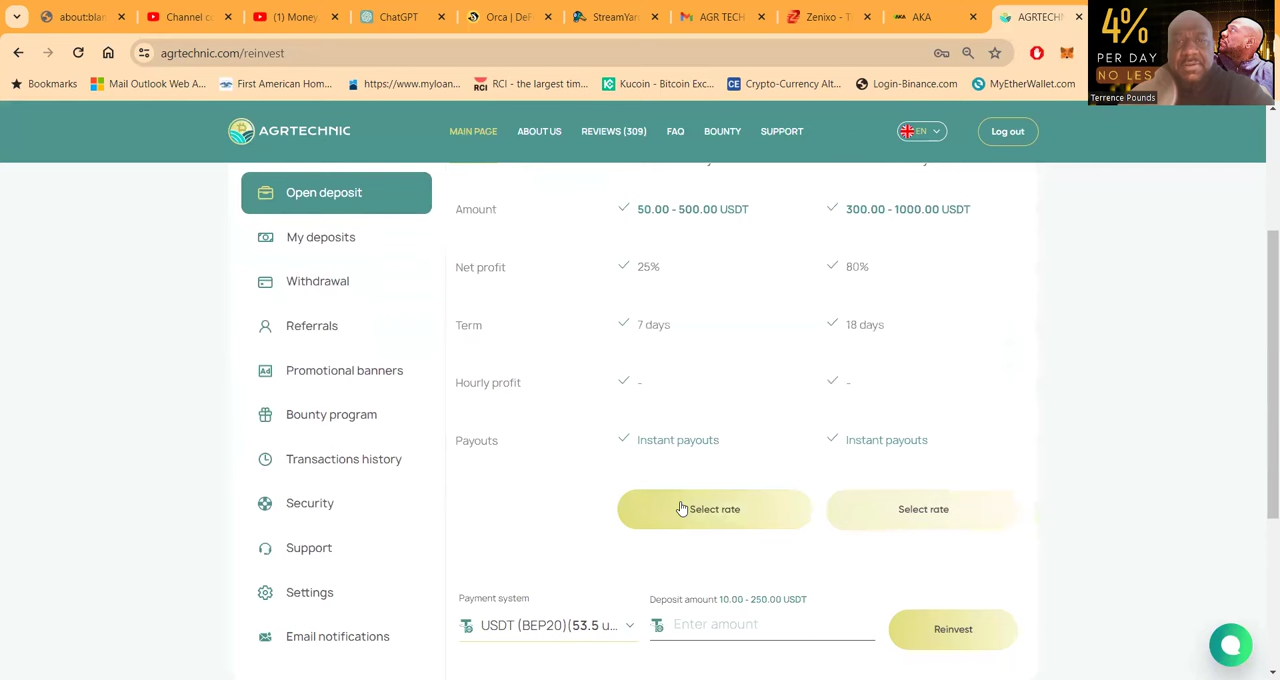 about:blan
Channel co
(1) Money
ChatGPT
Orca | DeF
StreamYar
AGR TECH
Zenixo - T
AKA
AGRTECH
agrtechnic.com/reinvest
Bookmarks
Mail Outlook Web A...
First American Hom...
https://www.myloan...
RCI - the largest tim...
Kucoin - Bitcoin Exc...
Crypto-Currency Alt...
Login-Binance.com
MyEtherWallet.com
4%
PER DAY
NO LES
Terrence Pounds
AGRTECHNIC
MAIN PAGE
ABOUT US
REVIEWS (309)
FAQ
BOUNTY
SUPPORT
EN
Log out
Open deposit
My deposits
Withdrawal
Referrals
Ad Promotional banners
Bounty program
Transactions history
Security
Support
Settings
Email notifications
Amount 50.00 - 500.00 USDT 300.00 - 1000.00 USDT
Net profit 25% 80%
Term 7 days 18 days
Hourly profit - -
Payouts Instant payouts Instant payouts
Select rate Select rate
Payment system
USDT (BEP20)(53.5 u...
Deposit amount 10.00 - 250.00 USDT
Enter amount
Reinvest